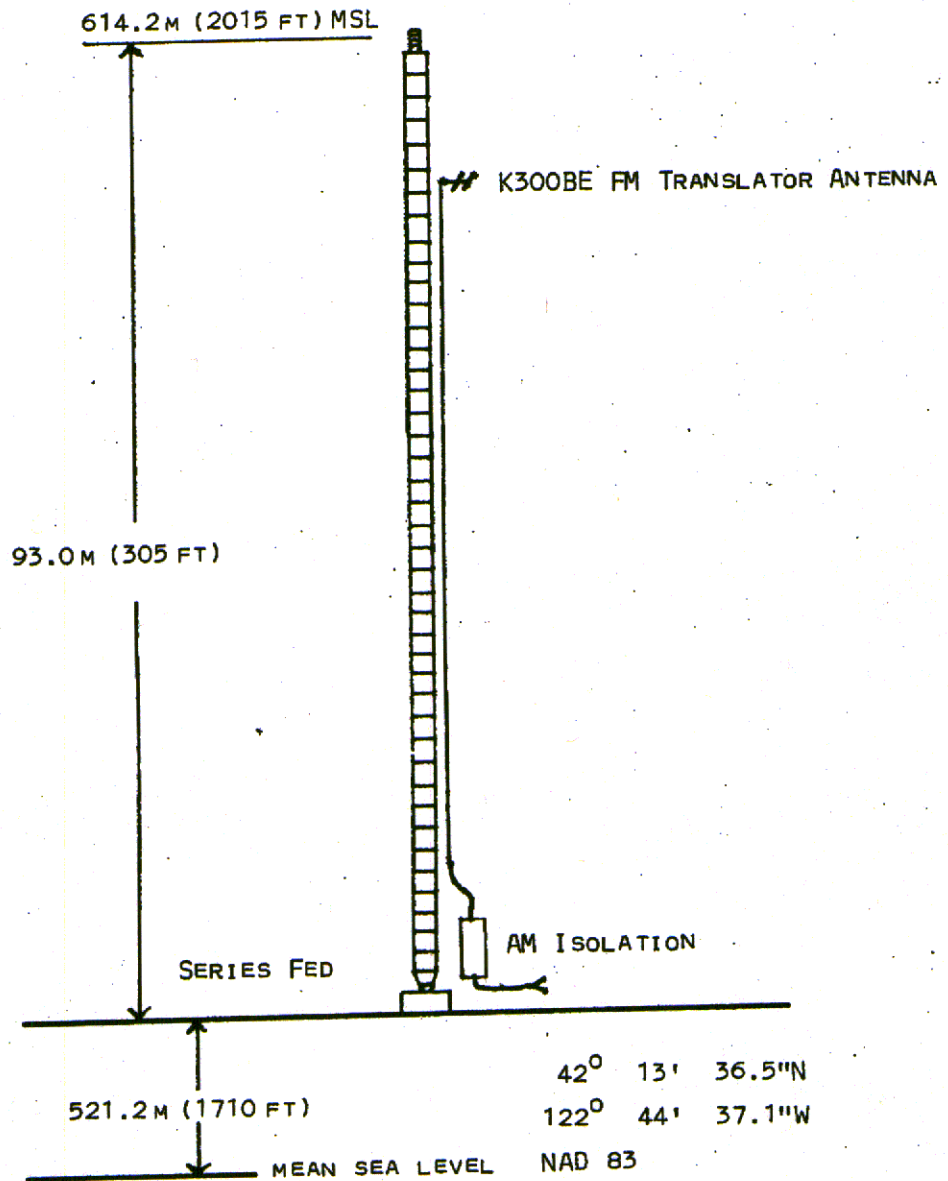 614.2M (2015 FT) MSL
K300BE FM TRANSLATOR ANTENNA
93.0M (305 FT)
AM ISOLATION
SERIES FED
42° 13' 36.5"N
521.2M (1710 FT)
122° 44' 37.1"W
MEAN SEA LEVEL NAD 83